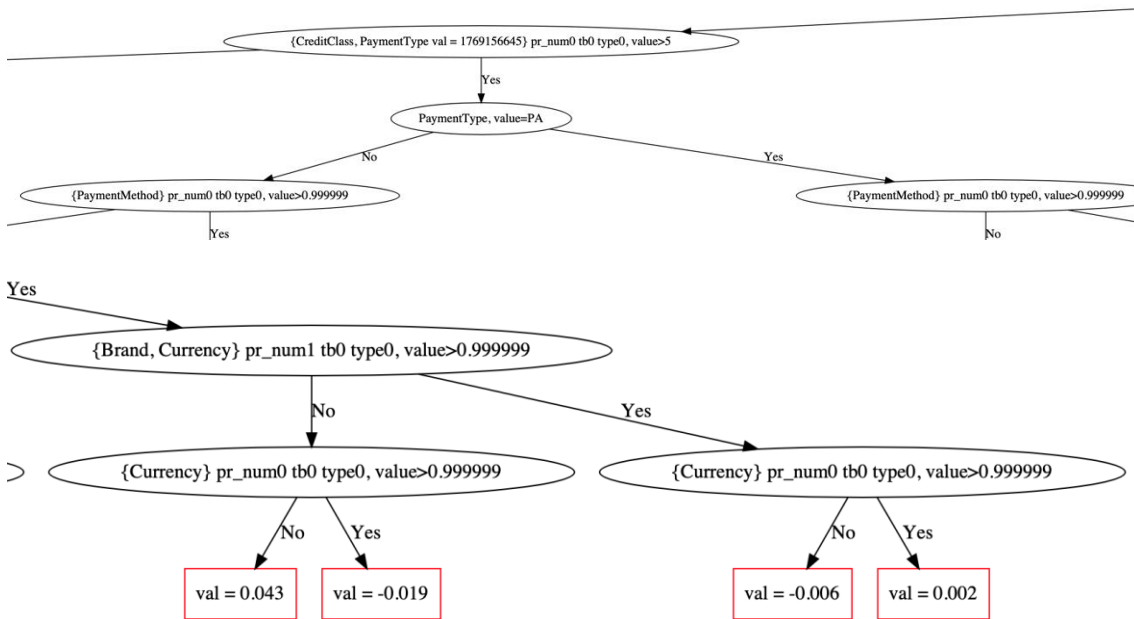 {CreditClass, PaymentType val = 1769156645} pr_num0 tb0 type0, value>5
Yes
PaymentType, value=PA
No
Yes
{PaymentMethod} pr_num0 tb0 type0, value>0.999999
{PaymentMethod} pr_num0 tb0 type0, value>0.999999
Yes
No
Yes
{Brand, Currency} pr_num1 tb0 type0, value>0.999999
No
Yes
{Currency} pr_num0 tb0 type0, value>0.999999
{Currency} pr_num0 tb0 type0, value>0.999999
No
Yes
No
Yes
val = 0.043
val = -0.019
val = -0.006
val = 0.002